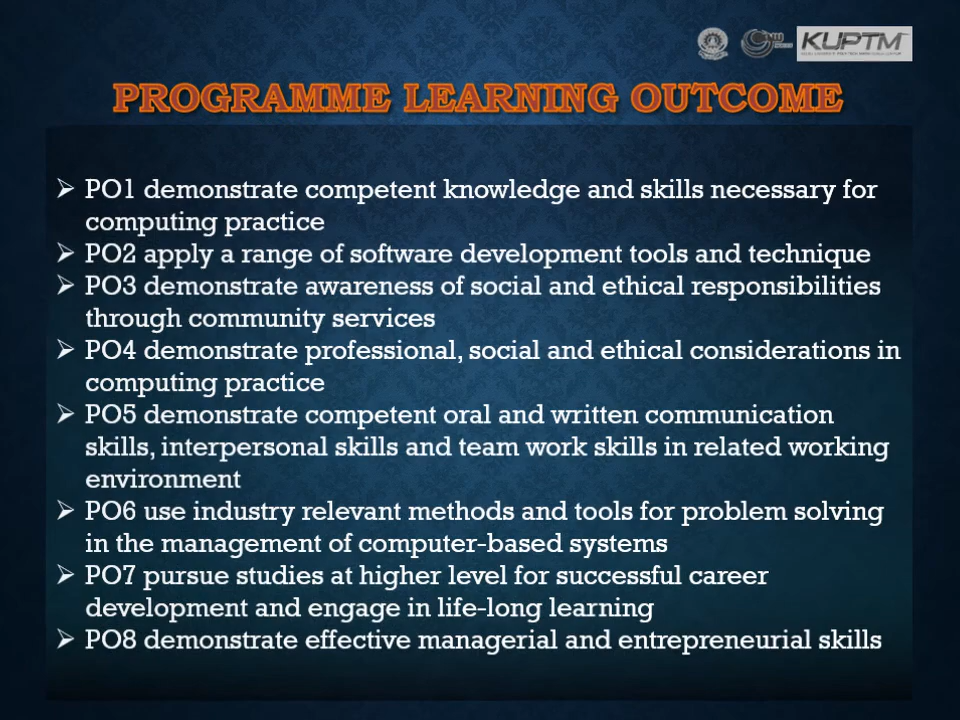 KUPTM
PROGRAMME LEARNING OUTCOME
➢ PO1 demonstrate competent knowledge and skills necessary for
computing practice
➢ PO2 apply a range of software development tools and technique
➢ PO3 demonstrate awareness of social and ethical responsibilities
through community services
➢ PO4 demonstrate professional, social and ethical considerations in
computing practice
➢ PO5 demonstrate competent oral and written communication
skills, interpersonal skills and team work skills in related working
environment
➢ PO6 use industry relevant methods and tools for problem solving
in the management of computer-based systems
➢ PO7 pursue studies at higher level for successful career
development and engage in life-long learning
➢ PO8 demonstrate effective managerial and entrepreneurial skills